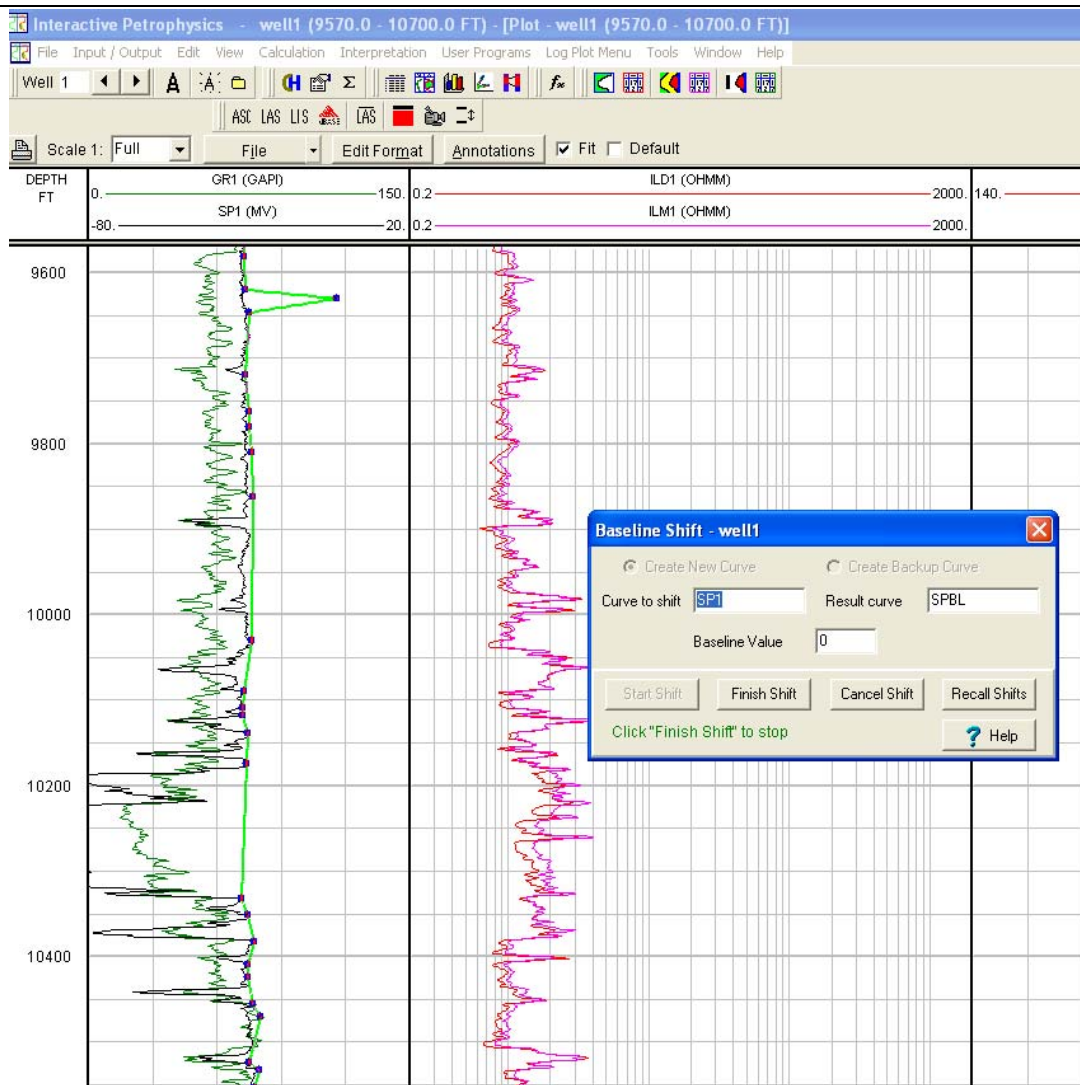 Interactive Petrophysics - well1 (9570.0 - 10700.0 FT) - [Plot - well1 (9570.0 - 10700.0 FT)]
File Input / Output Edit View Calculation Interpretation User Programs Log Plot Menu Tools Window Help
Well 1
ASC LAS LIS LAS
Scale 1: Full File Edit Format Annotations Fit Default
DEPTH FT
GR1 (GAPI)
0. 150.
SP1 (MV)
-80. 20.
ILD1 (OHMM)
0.2 2000.
ILM1 (OHMM)
0.2 2000.
140.
9600
9800
10000
10200
10400
Baseline Shift - well1
Create New Curve Create Backup Curve
Curve to shift SP1 Result curve SPBL
Baseline Value 0
Start Shift Finish Shift Cancel Shift Recall Shifts
Click "Finish Shift" to stop ? Help